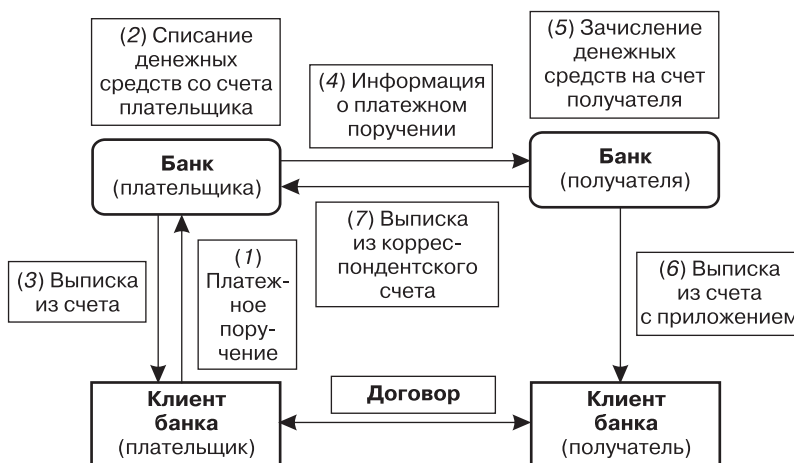 (2) Списание
денежных
средств со счета
плательщика
(4) Информация
о платежном
поручении
(5) Зачисление
денежных
средств на счет
получателя
Банк
(плательщика)
Банк
(получателя)
(3) Выписка
из счета
(1)
Платеж-
ное
пору-
чение
(7) Выписка
из коррес-
пондентского
счета
(6) Выписка
из счета
с приложением
Клиент
банка
(плательщик)
Договор
Клиент
банка
(получатель)